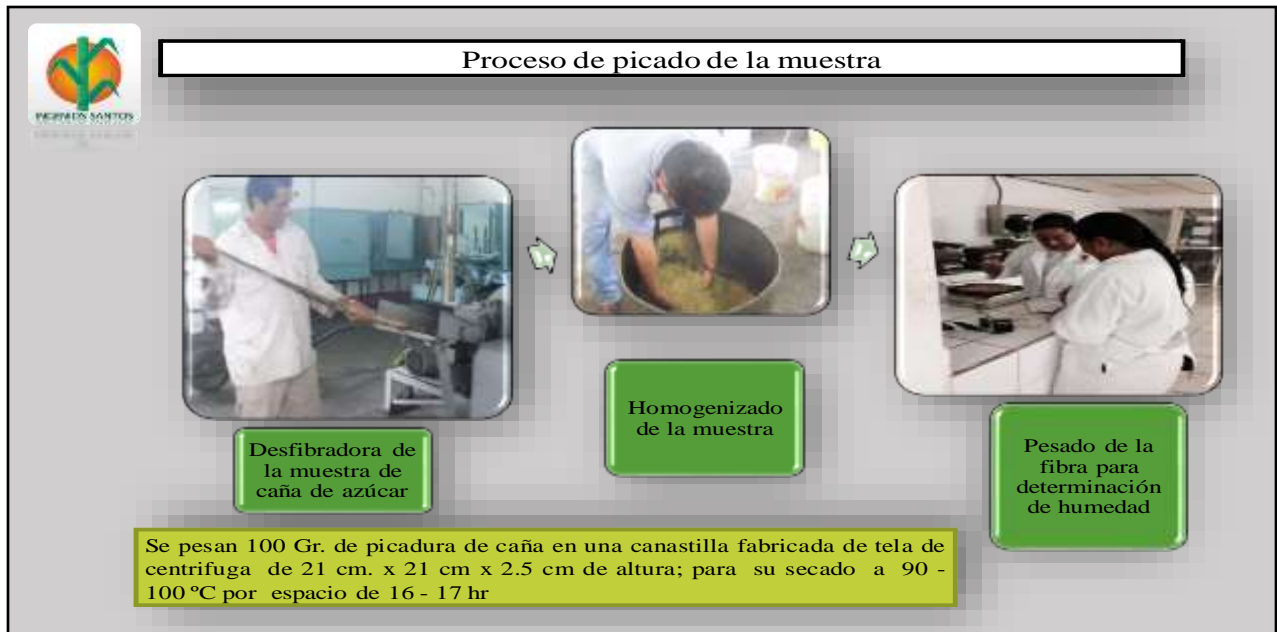 Proceso de picado de la muestra
INGENIOS SANTOS
Desfibradora de
la muestra de
caña de azúcar
Homogenizado
de la muestra
Pesado de la
fibra para
determinación
de humedad
Se pesan 100 Gr. de picadura de caña en una canastilla fabricada de tela de
centrifuga de 21 cm. x 21 cm x 2.5 cm de altura; para su secado a 90 -
100 ºC por espacio de 16 - 17 hr